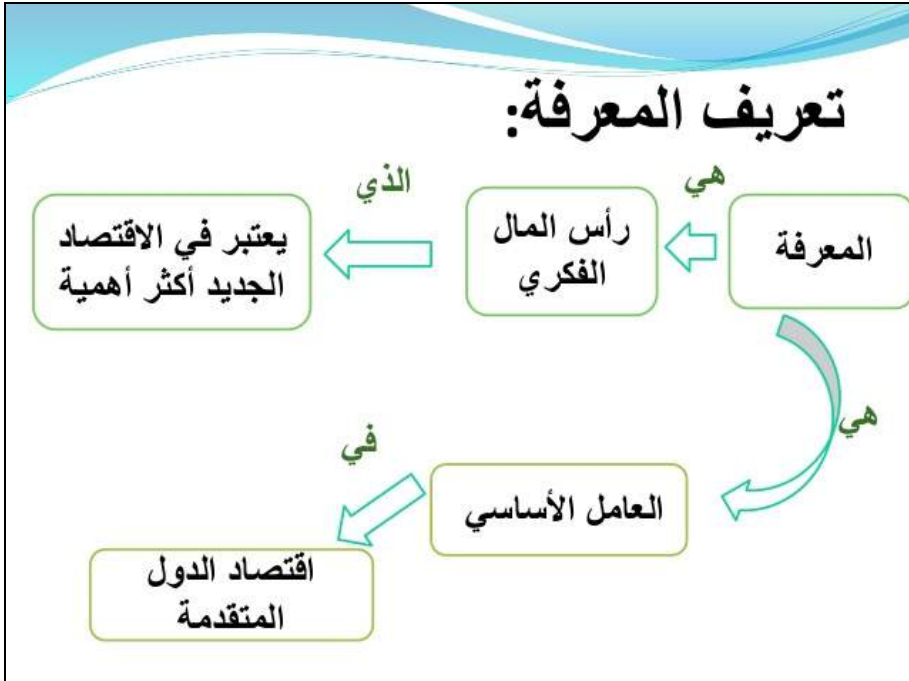 تعريف المعرفة:
المعرفة
هي
رأس المال
الفكري
الذي
يعتبر في الاقتصاد
الجديد أكثر أهمية
هي
العامل الأساسي
في
اقتصاد الدول
المتقدمة